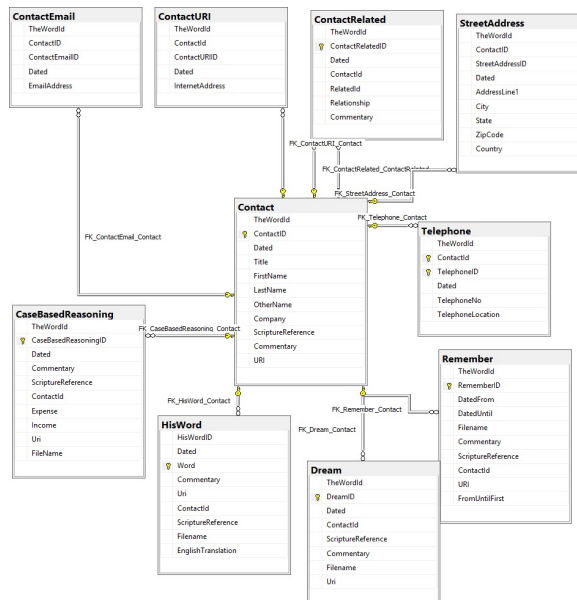 ContactEmail
TheWordId
ContactID
ContactEmailID
Dated
EmailAddress
ContactURI
TheWordId
ContactId
ContactURIID
Dated
InternetAddress
ContactRelated
TheWordId
ContactRelatedID
Dated
ContactId
RelatedId
Relationship
Commentary
StreetAddress
TheWordId
ContactID
StreetAddressID
Dated
AddressLine1
City
State
ZipCode
Country
FK_ContactURI_Contact
FK_ContactRelated_ContactRelated
FK_StreetAddress_Contact
FK_Telephone_Contact
FK_ContactEmail_Contact
Contact
TheWordId
ContactID
Dated
Title
FirstName
LastName
OtherName
Company
ScriptureReference
Commentary
URI
Telephone
TheWordId
ContactId
TelephoneID
Dated
TelephoneNo
TelephoneLocation
CaseBasedReasoning
TheWordId
CaseBasedReasoningID
Dated
Commentary
ScriptureReference
ContactId
Expense
Income
Uri
FileName
FK_CaseBasedReasoning_Contact
FK_HisWord_Contact
FK_Remember_Contact
FK_Dream_Contact
Remember
TheWordId
RememberID
DatedFrom
DatedUntil
Filename
Commentary
ScriptureReference
ContactId
URI
FromUntilFirst
HisWord
HisWordID
Dated
Word
Commentary
Uri
ContactId
ScriptureReference
Filename
EnglishTranslation
Dream
TheWordId
DreamID
Dated
ContactId
ScriptureReference
Commentary
Filename
Uri